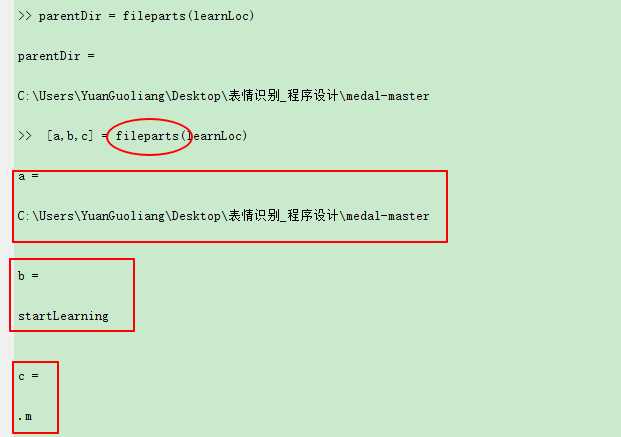 >> parentDir = fileparts(learnLoc)
parentDir =
C:\Users\YuanGuoliang\Desktop\表情识别_程序设计\medal-master
>> [a,b,c] = fileparts(learnLoc)
a =
C:\Users\YuanGuoliang\Desktop\表情识别_程序设计\medal-master
b =
startLearning
c =
.m